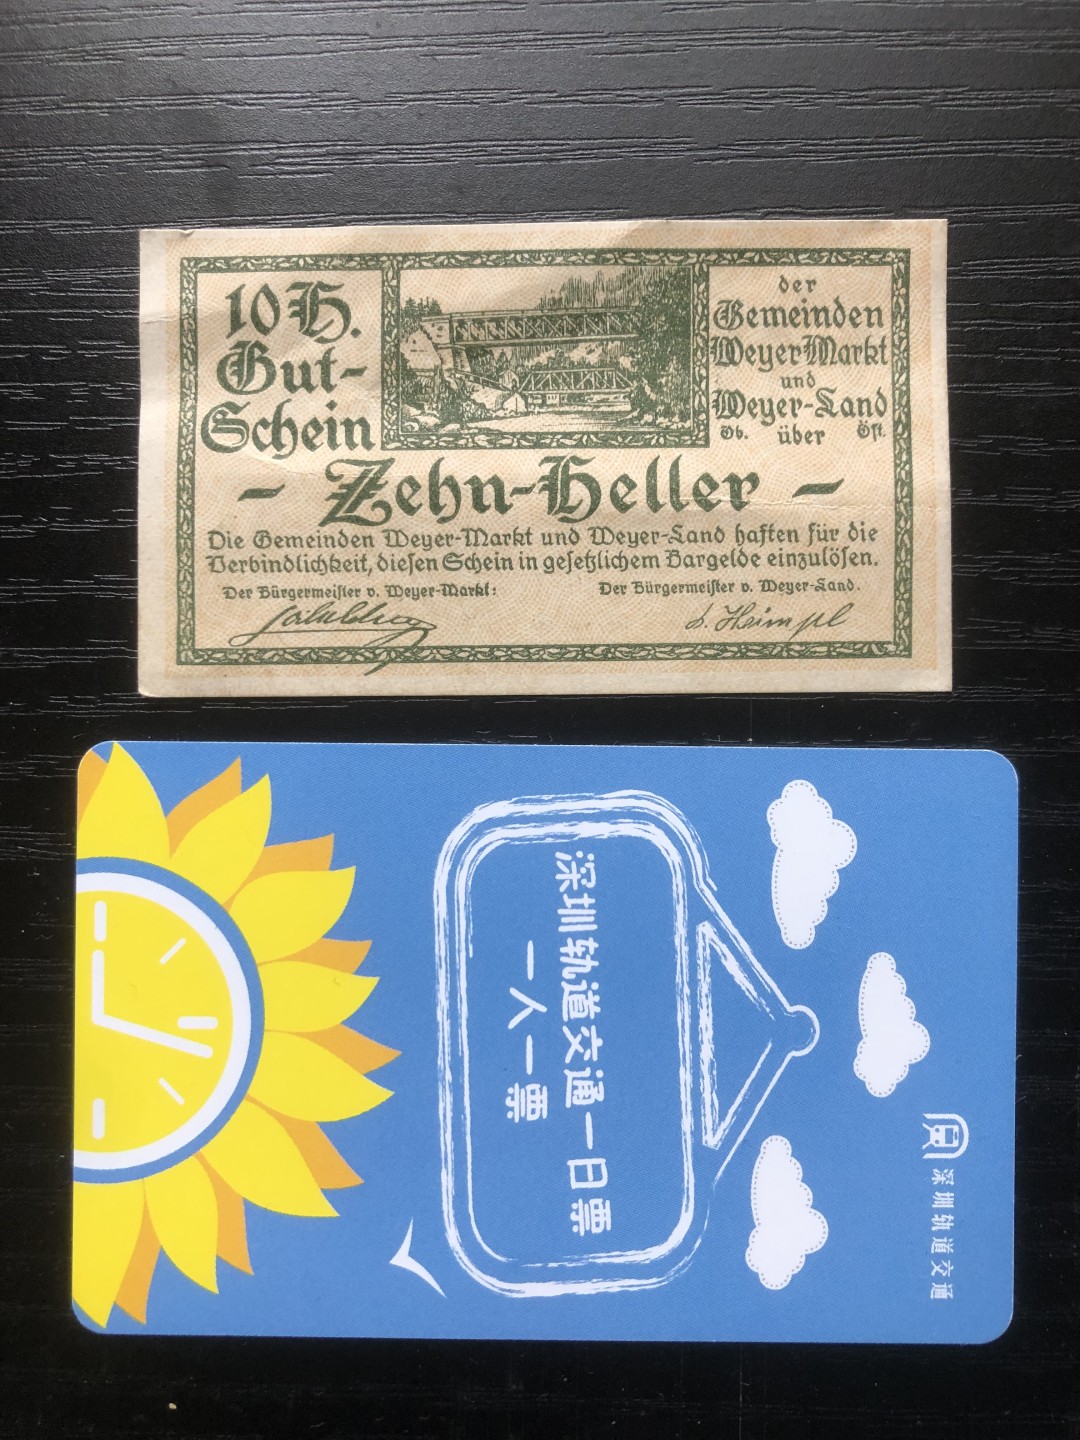 10 H.
Gut-
Schein
der
Gemeinden
Weyer Markt
und
Weyer-Land
Ob. über Öst.
- Zehn-Heller -
Die Gemeinden Weyer-Markt und Weyer-Land haften für die
Verbindlichkeit, diesen Schein in gesetzlichem Bargelde einzulösen.
Der Bürgermeister v. Weyer-Markt:
Der Bürgermeister v. Weyer-Land.
深圳轨道交通一日票
一人一票
深圳轨道交通